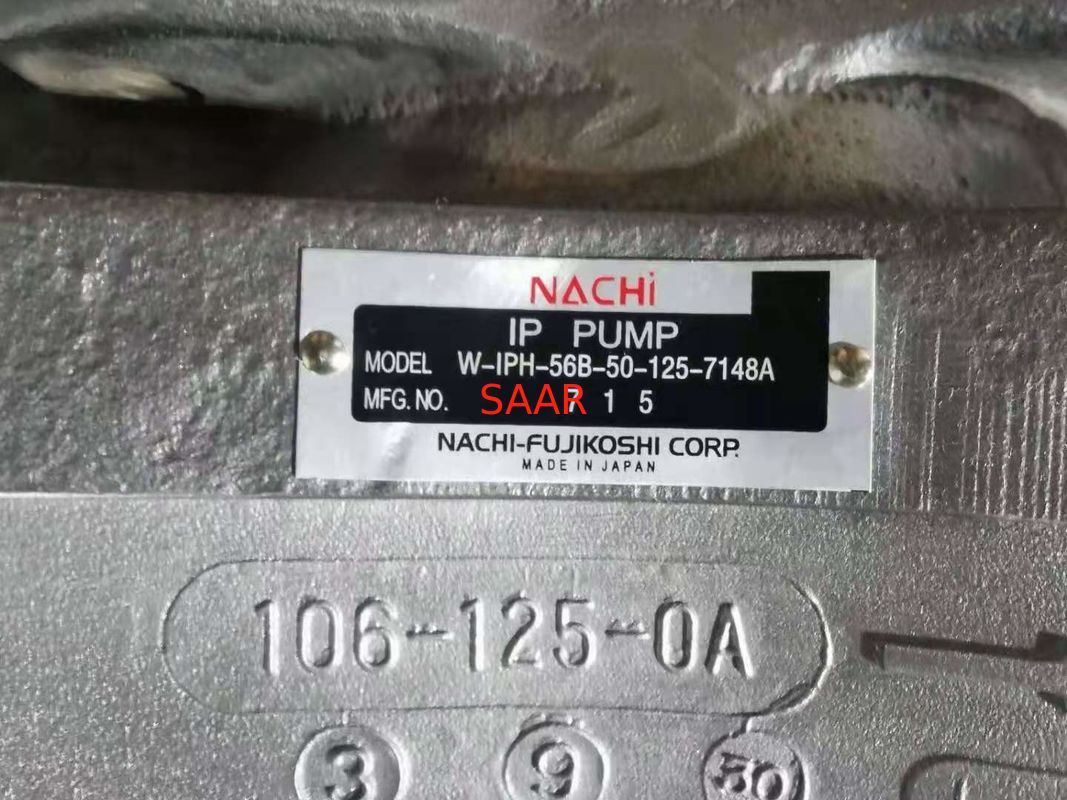 NACHi
IP PUMP
MODEL W-IPH-56B-50-125-7148A
MFG. NO. SAAR 7 1 5
NACHI-FUJIKOSHI CORP.
MADE IN JAPAN
106-125-0A
3 9 50